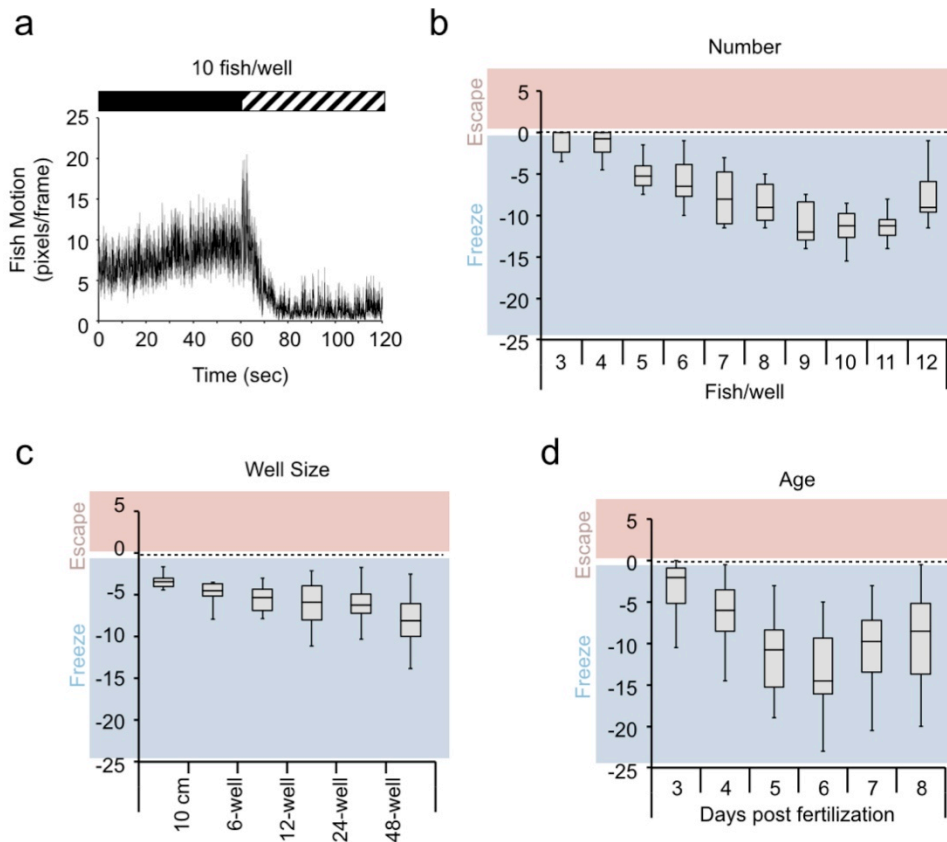 a
10 fish/well
25
20
15
10
5
0
Fish Motion
(pixels/frame)
0 20 40 60 80 100 120
Time (sec)
b
Number
Escape
Freeze
5
0
-5
-10
-15
-20
-25
3 4 5 6 7 8 9 10 11 12
Fish/well
c
Well Size
Escape
Freeze
5
0
-5
-10
-15
-20
-25
10 cm
6-well
12-well
24-well
48-well
d
Age
Escape
Freeze
5
0
-5
-10
-15
-20
-25
3 4 5 6 7 8
Days post fertilization